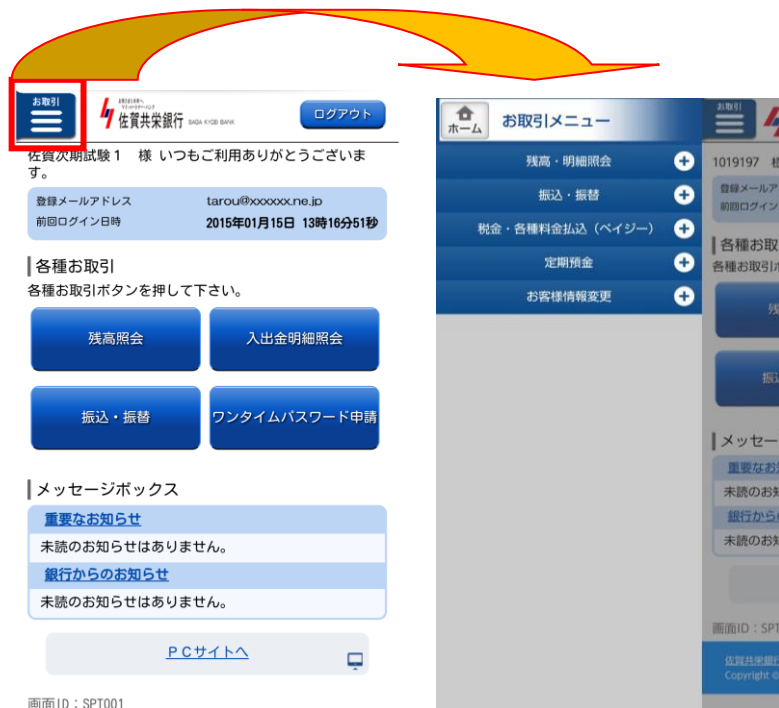 お取引
佐賀共栄銀行 SAGA KYOEI BANK
ログアウト
佐賀次期試験1 様 いつもご利用ありがとうございま
す。
登録メールアドレス tarou@xxxxxx.ne.jp
前回ログイン日時 2015年01月15日 13時16分51秒
各種お取引
各種お取引ボタンを押して下さい。
残高照会
入出金明細照会
振込・振替
ワンタイムパスワード申請
メッセージボックス
重要なお知らせ
未読のお知らせはありません。
銀行からのお知らせ
未読のお知らせはありません。
PCサイトへ
画面ID:SPT001
ホーム
お取引メニュー
残高・明細照会
振込・振替
税金・各種料金払込(ペイジー)
定期預金
お客様情報変更
お取引
1019197 様
登録メールア
前回ログイン
各種お取
各種お取引ボ
残
振込
メッセー
重要なお知
未読のお知
銀行からの
未読のお知
画面ID:SPT
佐賀共栄銀行
Copyright ©